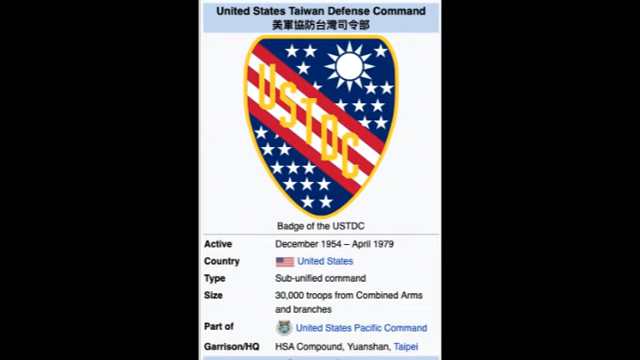 United States Taiwan Defense Command
美軍協防台灣司令部
USTDC
Badge of the USTDC
Active December 1954 – April 1979
Country United States
Type Sub-unified command
Size 30,000 troops from Combined Arms
and branches
Part of United States Pacific Command
Garrison/HQ HSA Compound, Yuanshan, Taipei